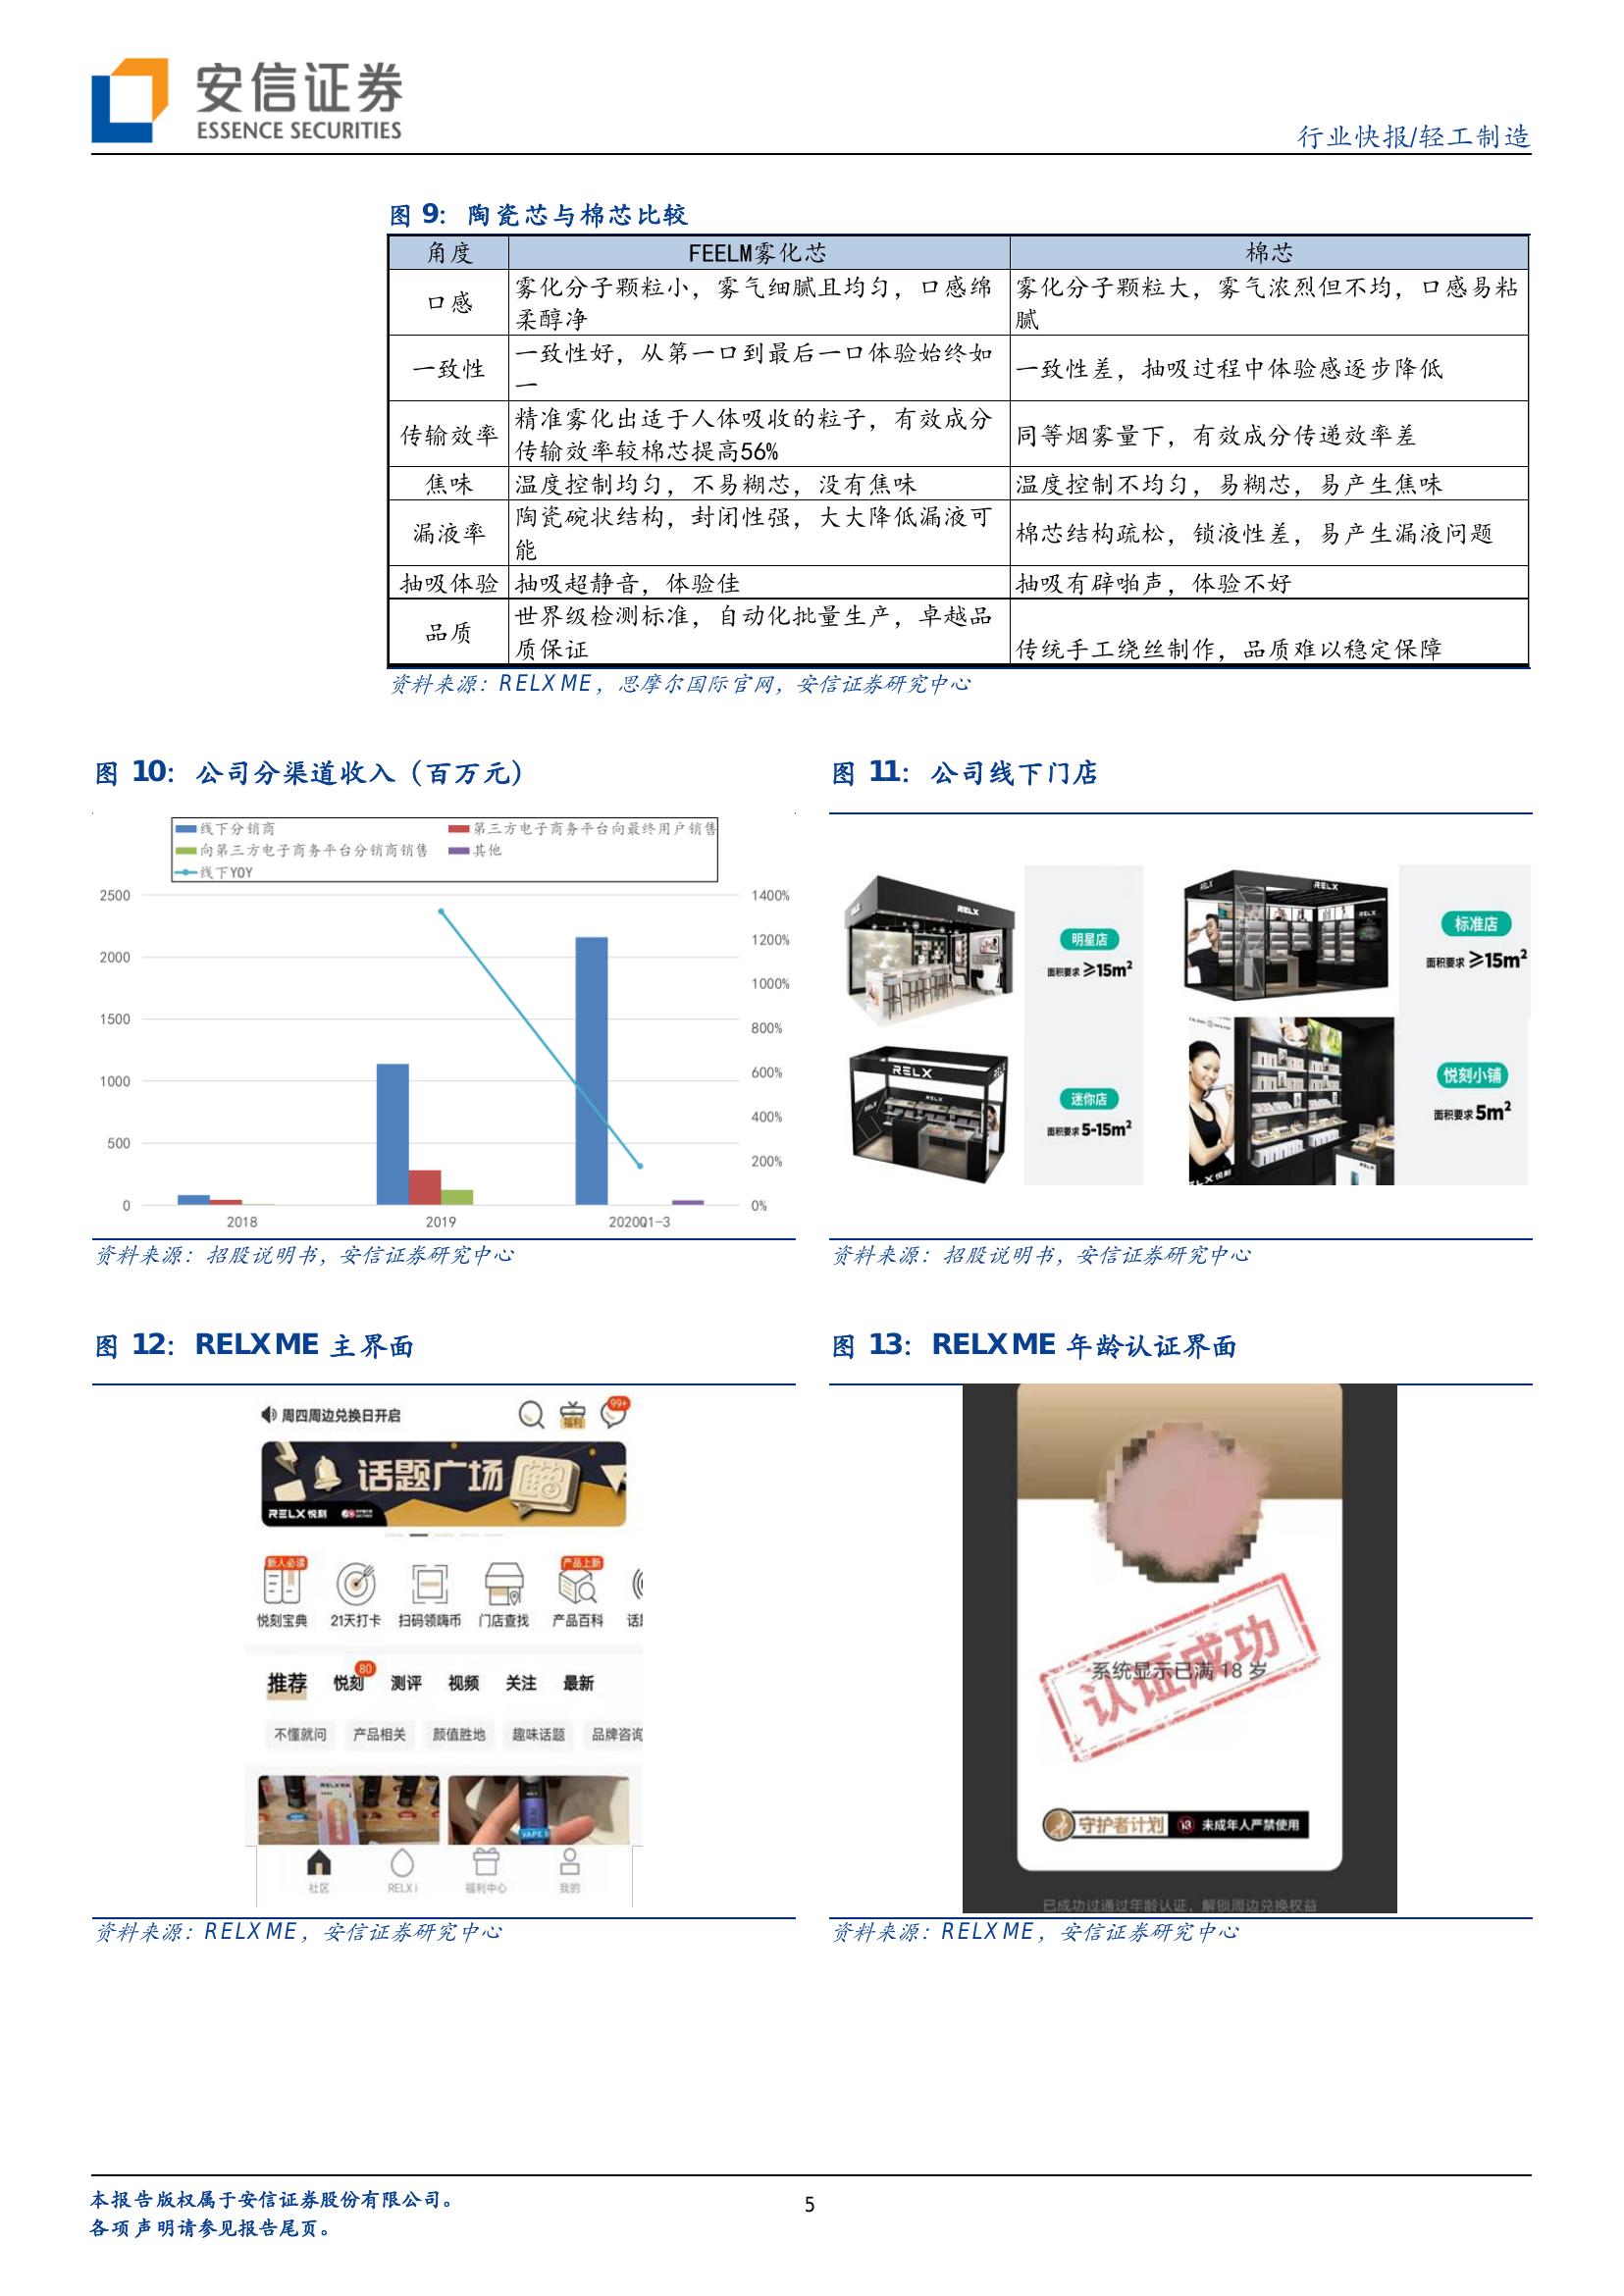 安信证券
ESSENCE SECURITIES
行业快报/轻工制造
图 9：陶瓷芯与棉芯比较
角度 FEELM雾化芯 棉芯
口感 雾化分子颗粒小，雾气细腻且均匀，口感绵柔醇净 雾化分子颗粒大，雾气浓烈但不均，口感易粘腻
一致性 一致性好，从第一口到最后一口体验始终如一 一致性差，抽吸过程中体验感逐步降低
传输效率 精准雾化出适于人体吸收的粒子，有效成分传输效率较棉芯提高56% 同等烟雾量下，有效成分传递效率差
焦味 温度控制均匀，不易糊芯，没有焦味 温度控制不均匀，易糊芯，易产生焦味
漏液率 陶瓷碗状结构，封闭性强，大大降低漏液可能 棉芯结构疏松，锁液性差，易产生漏液问题
抽吸体验 抽吸超静音，体验佳 抽吸有辟啪声，体验不好
品质 世界级检测标准，自动化批量生产，卓越品质保证 传统手工绕丝制作，品质难以稳定保障
资料来源：RELX ME，思摩尔国际官网，安信证券研究中心
图 10：公司分渠道收入（百万元）
线下分销商 第三方电子商务平台向最终用户销售
向第三方电子商务平台分销商销售 其他
线下YOY
2500 1400%
1200%
2000
1000%
1500
800%
600%
1000
400%
500
200%
0 0%
2018 2019 2020Q1-3
资料来源：招股说明书，安信证券研究中心
图 11：公司线下门店
RELX
明星店
面积要求 ≥15m²
RELX
RELX
RELX
标准店
面积要求 ≥15m²
RELX
RELX
迷你店
面积要求 5-15m²
RELX
悦刻小铺
面积要求 5m²
资料来源：招股说明书，安信证券研究中心
图 12：RELX ME 主界面
周四周边兑换日开启
福利
99+
话题广场
RELX 悦刻
新人必读 产品上新
悦刻宝典 21天打卡 扫码领嗨币 门店查找 产品百科 话
推荐 悦刻 80 测评 视频 关注 最新
不懂就问 产品相关 颜值胜地 趣味话题 品牌咨询
RELX
RELX
VAPE
社区 RELX i 福利中心 我的
资料来源：RELX ME，安信证券研究中心
图 13：RELX ME 年龄认证界面
认证成功
系统显示已满 18 岁
守护者计划 18 未成年人严禁使用
已成功过通过年龄认证，解锁周边兑换权益
资料来源：RELX ME，安信证券研究中心
本报告版权属于安信证券股份有限公司。
各项声明请参见报告尾页。
5